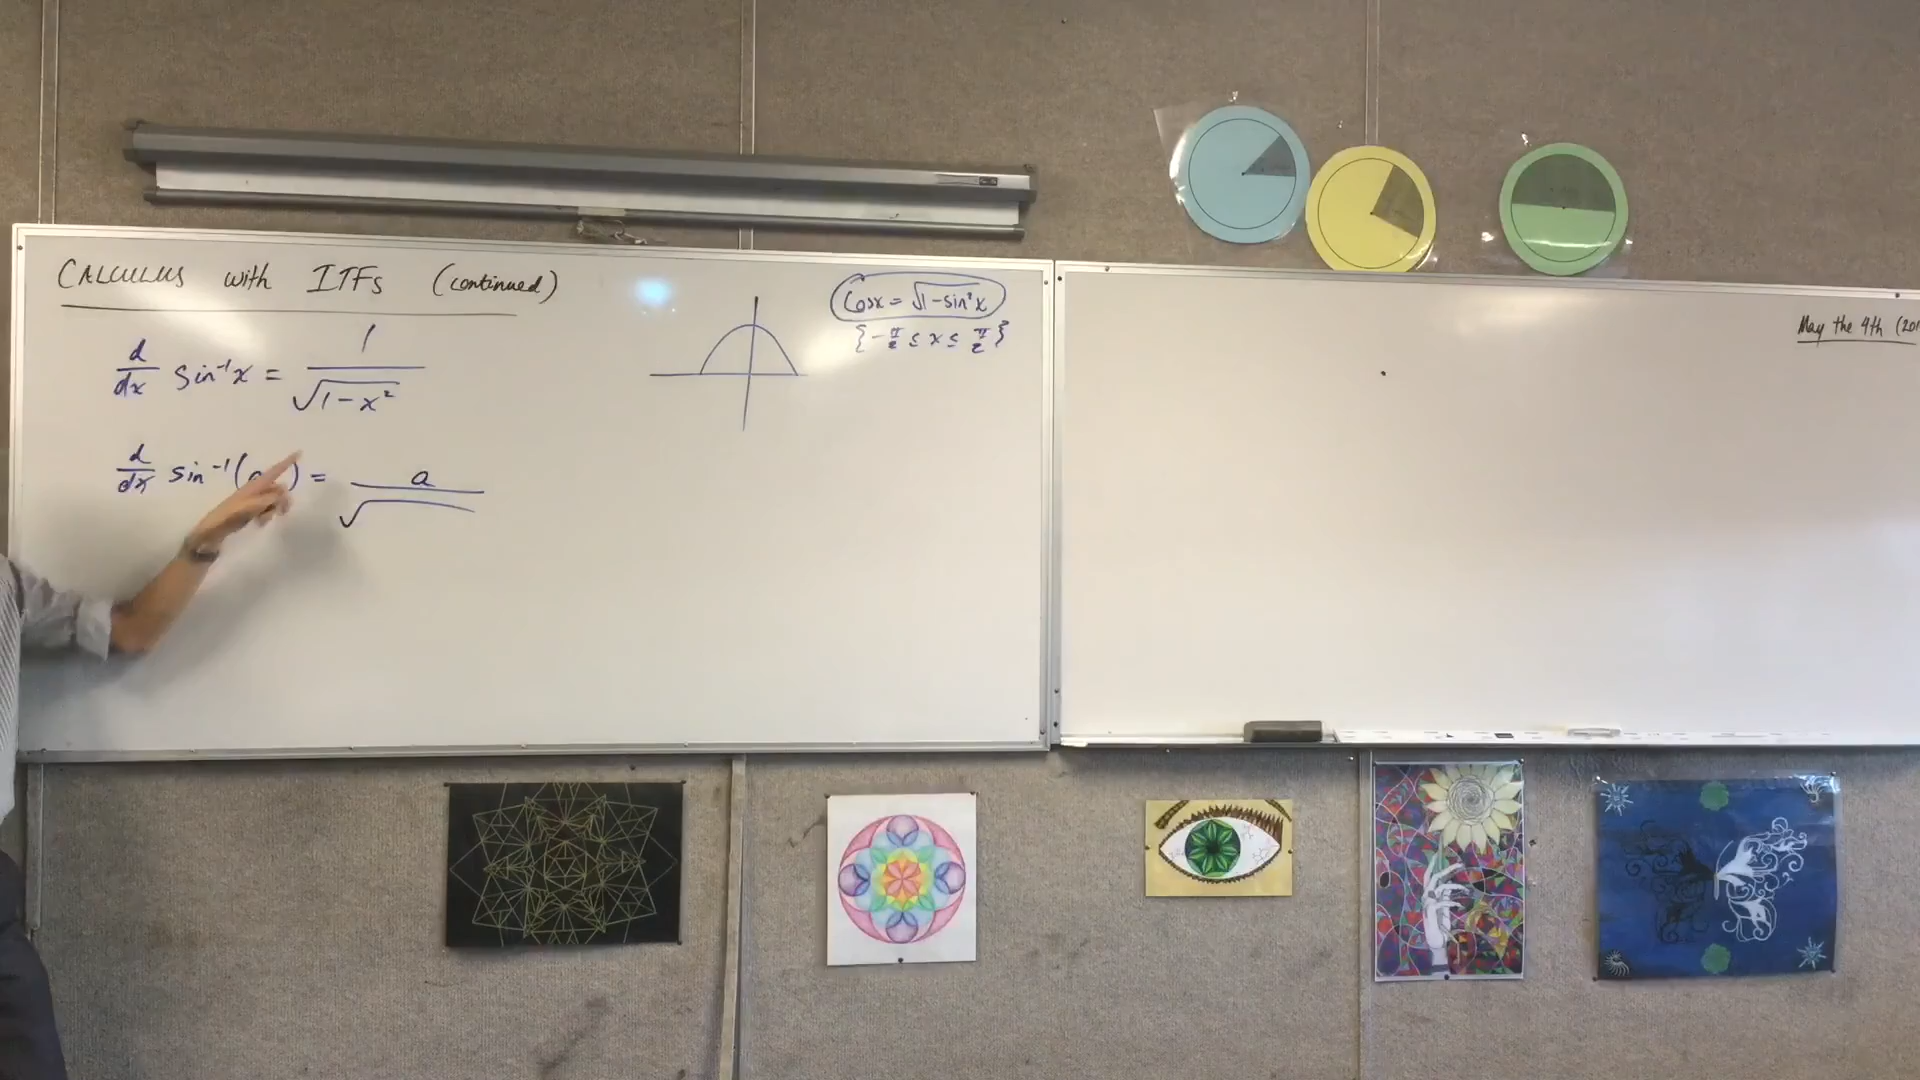 CALCULUS with ITFs (continued)
d/dx sin⁻¹x = 1/√(1-x²)
d/dx sin⁻¹( ) = a/√
Cosx = √(1-sin²x)
{-π/2 ≤ x ≤ π/2}
May the 4th (201